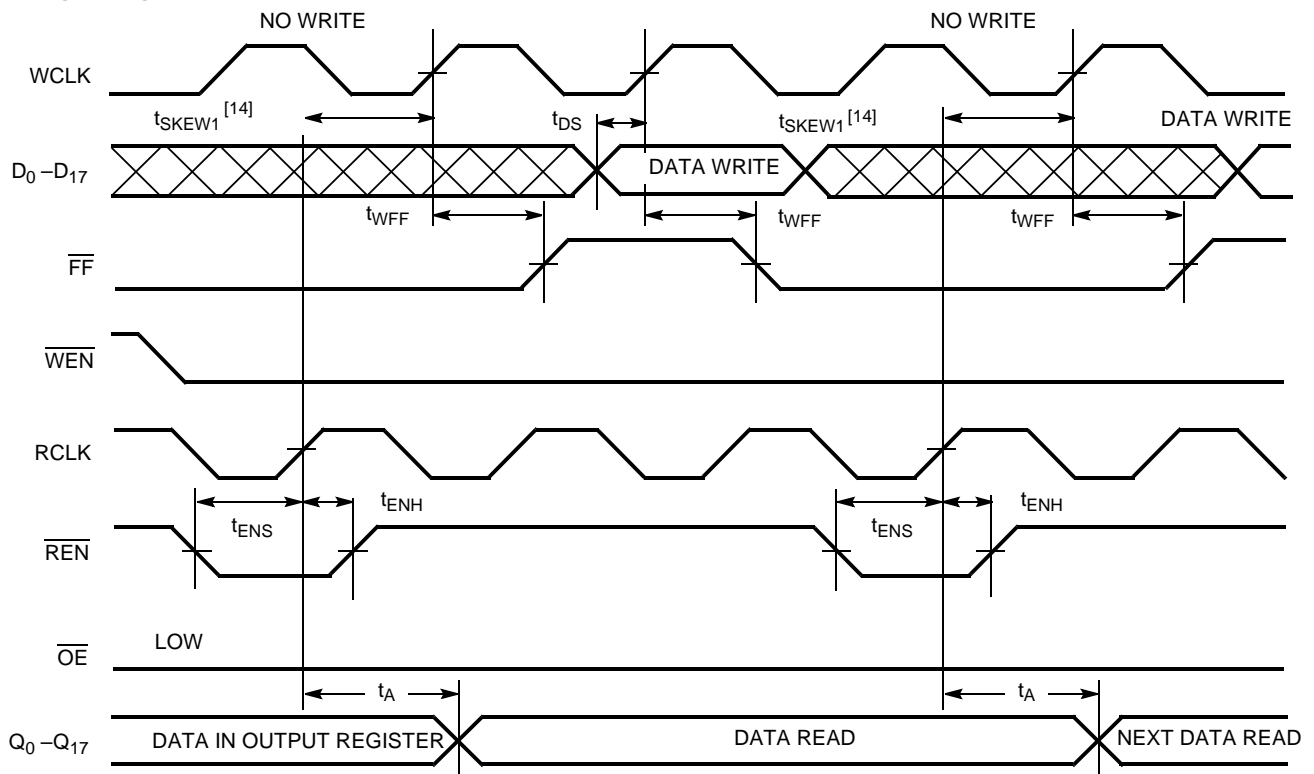 NO WRITE NO WRITE
WCLK
tSKEW1 [14] tDS tSKEW1 [14] DATA WRITE
D0 –D17 DATA WRITE
tWFF tWFF tWFF
FF
WEN
RCLK
tENS tENH tENS tENH
REN
OE LOW
tA tA
Q0 –Q17 DATA IN OUTPUT REGISTER DATA READ NEXT DATA READ